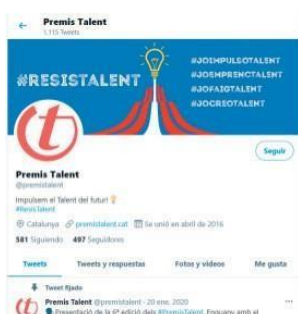 Premis Talent
1.115 Tweets
#RESISTALENT
#JOIMPULSOTALENT
#JOEMPRENCTALENT
#JOFAIGTALENT
#JOCREOTALENT
t
Seguir
Premis Talent
@premistalent
Impulsem el Talent del futur!
#ResisTalent
Catalunya premistalent.cat Se unió en abril de 2016
581 Siguiendo 497 Seguidores
Tweets Tweets y respuestas Fotos y vídeos Me gusta
Tweet fijado
Premis Talent @premistalent · 20 ene. 2020
Presentació de la 6ª edició dels #PremisTalent. Enguany amb el